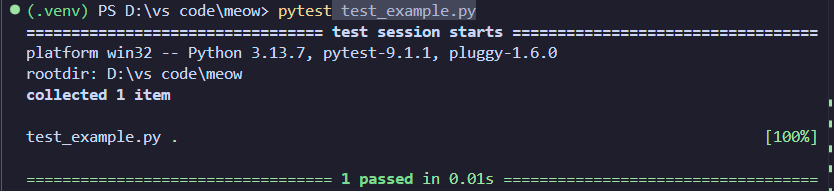 (.venv) PS D:\vs code\meow> pytest test_example.py
================================= test session starts ==================================
platform win32 -- Python 3.13.7, pytest-9.1.1, pluggy-1.6.0
rootdir: D:\vs code\meow
collected 1 item
test_example.py . [100%]
================================== 1 passed in 0.01s ===================================